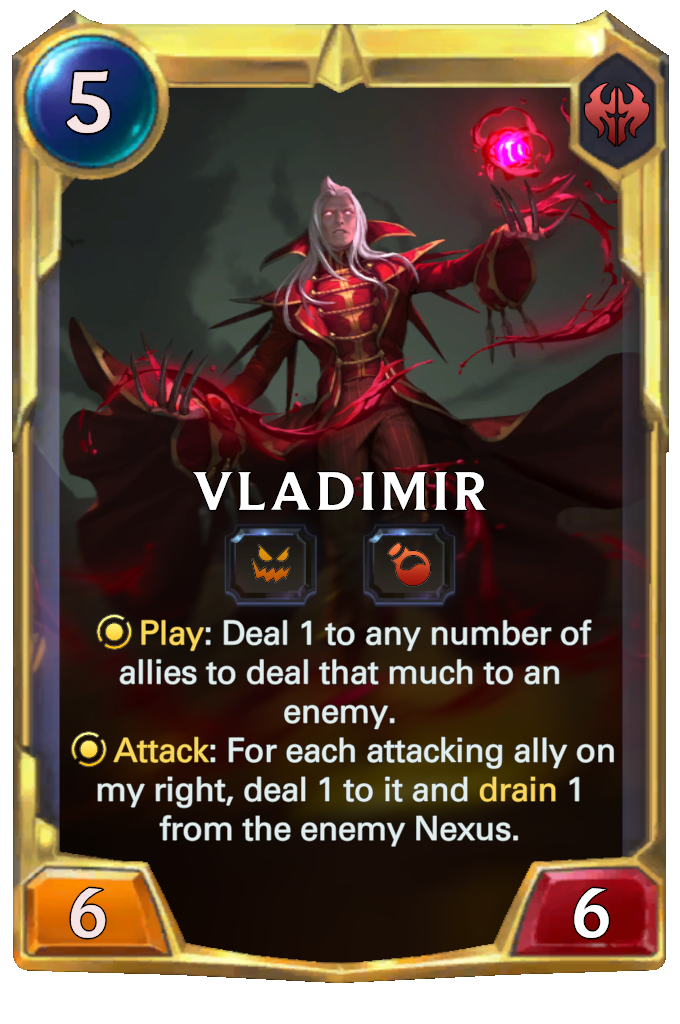 5
VLADIMIR
Play: Deal 1 to any number of
allies to deal that much to an
enemy.
Attack: For each attacking ally on
my right, deal 1 to it and drain 1
from the enemy Nexus.
6 6